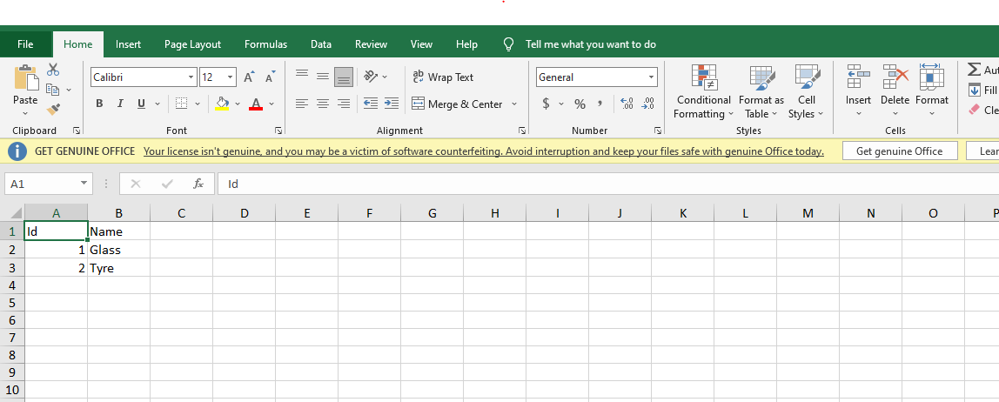 File Home Insert Page Layout Formulas Data Review View Help Tell me what you want to do
Calibri 12 A A ab Wrap Text General Aut
Paste B I U A Merge & Center $ % , Conditional Formatting Format as Table Cell Styles Insert Delete Format Fill
Cle
Clipboard Font Alignment Number Styles Cells
GET GENUINE OFFICE Your license isn't genuine, and you may be a victim of software counterfeiting. Avoid interruption and keep your files safe with genuine Office today. Get genuine Office Lear
A1 fx Id
A B C D E F G H I J K L M N O P
1 Id Name
2 1 Glass
3 2 Tyre
4
5
6
7
8
9
10